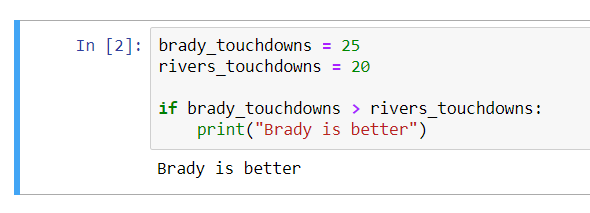 In [2]: brady_touchdowns = 25
rivers_touchdowns = 20
if brady_touchdowns > rivers_touchdowns:
    print("Brady is better")
Brady is better